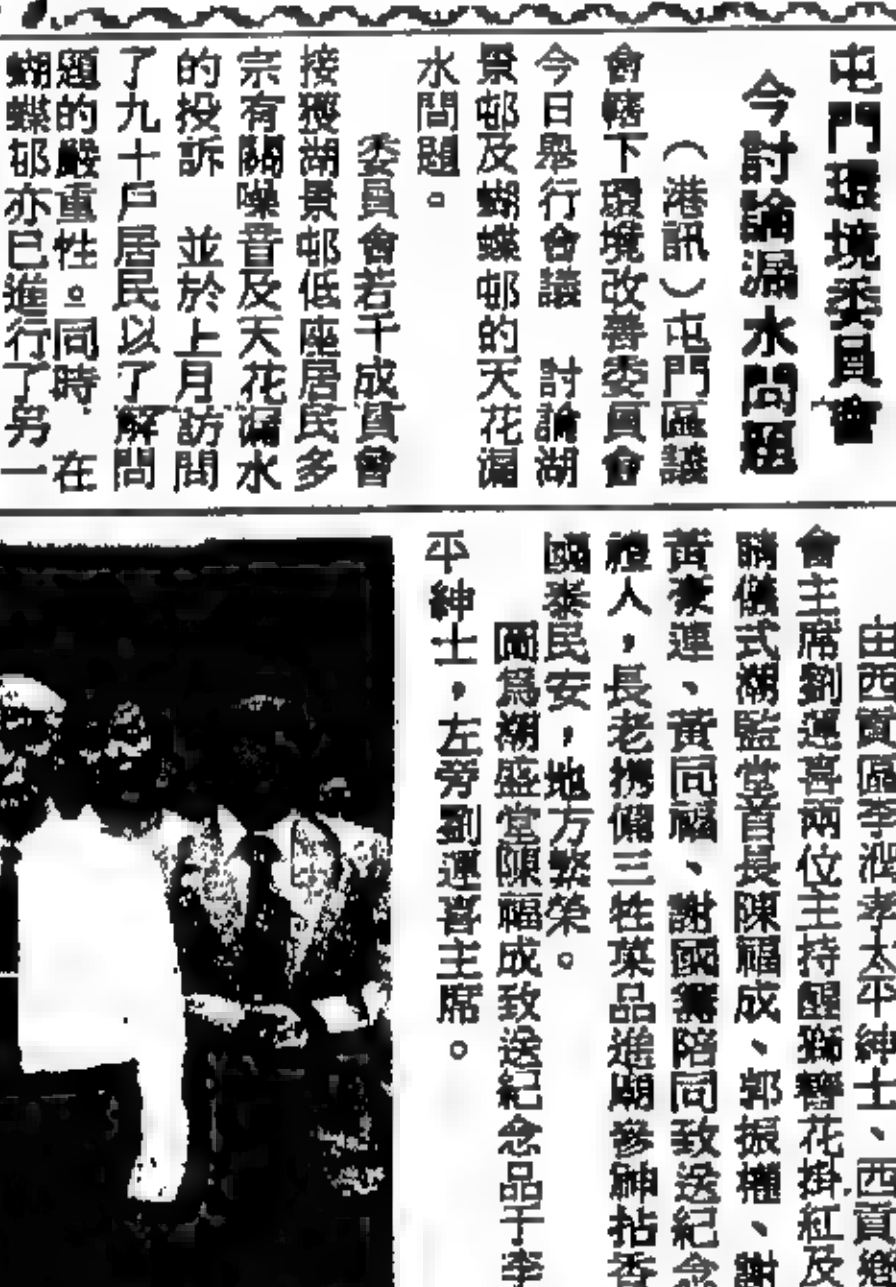 屯門環境委員會
今討論漏水問題
（港訊）屯門區議
會轄下環境改善委員會
今日舉行會議　討論湖
景邨及蝴蝶邨的天花漏
水問題。
委員會若干成員曾
接獲湖景邨低座居民多
宗有關噪音及天花漏水
的投訴　並於上月訪問
了九十戶居民以了解問
題的嚴重性。同時　在
蝴蝶邨亦已進行了另一
由西貢區李潤孝太平紳士、西貢鄉
會主席劉運喜兩位主持醒獅簪花掛紅及
睛儀式湖監堂首長陳福成、郭振權、謝
黃豪連、黃同福、謝國 陪同致送紀念
禮人，長老携備三牲菓品進 參神拈香
國泰民安，地方繁榮。
圖爲湖盛堂陳福成致送紀念品于李
平紳士，左旁劉運喜主席。